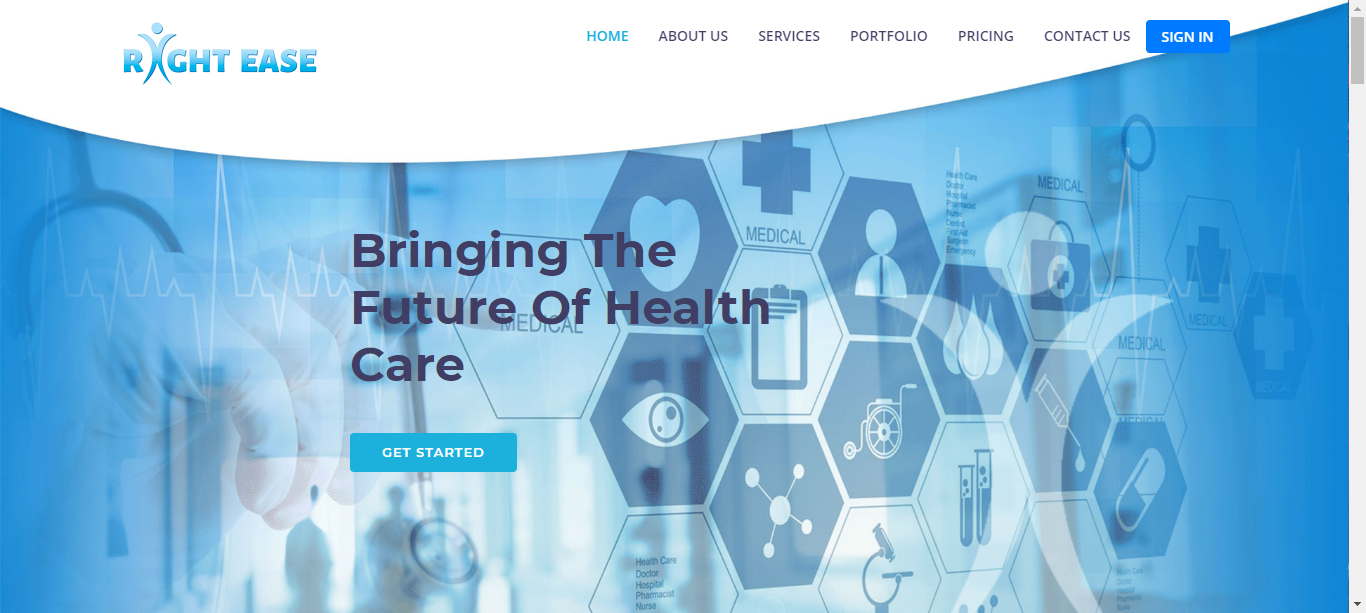 RIGHT EASE
HOME ABOUT US SERVICES PORTFOLIO PRICING CONTACT US SIGN IN
Health Care
Doctor
Hospital
Pharmacist
Nurse
Dentist
First Aid
Surgeon
Emergency
MEDICAL
MEDICAL
Bringing The
Future Of Health
Care
MEDICAL
MEDICAL
MEDICAL
MEDICAL
MEDICAL
GET STARTED
Health Care
Doctor
Hospital
Pharmacist
Nurse
Health Care
Doctor
Hospital
Pharmacist
Nurse